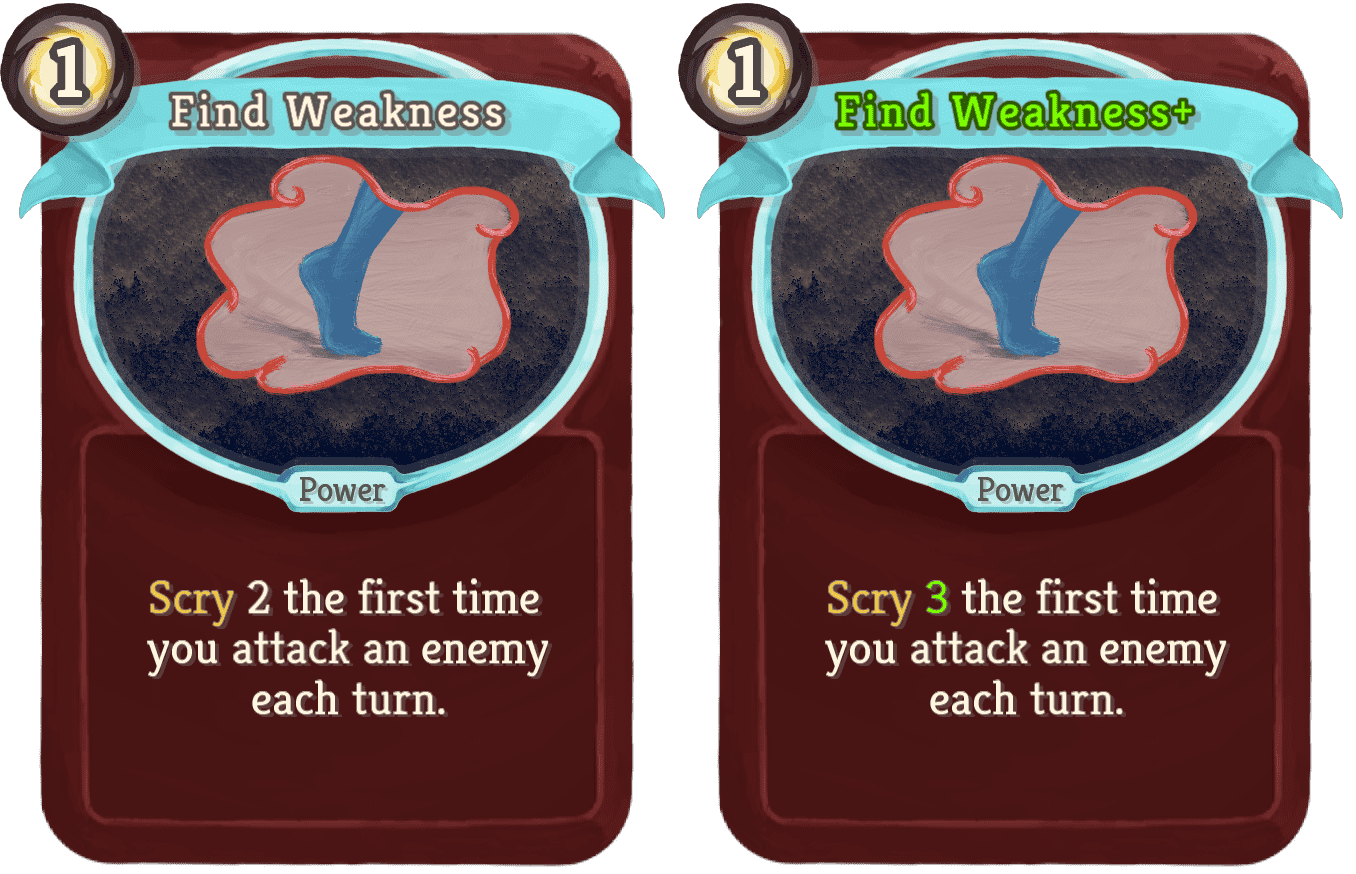 1
Find Weakness
Power
Scry 2 the first time
you attack an enemy
each turn.
1
Find Weakness+
Power
Scry 3 the first time
you attack an enemy
each turn.